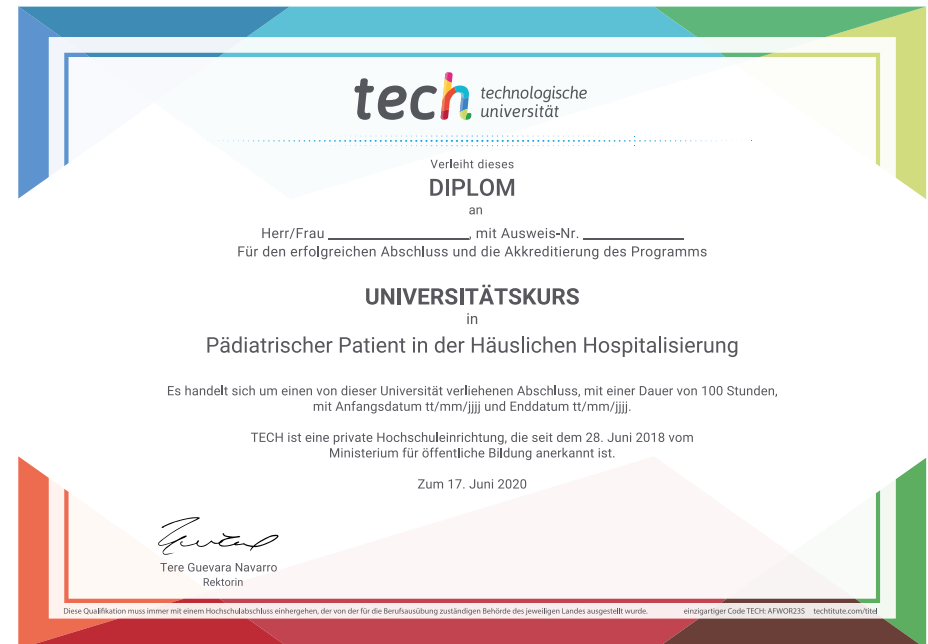 tech technologische
universität
Verleiht dieses
DIPLOM
an
Herr/Frau ____________________, mit Ausweis-Nr. ______________
Für den erfolgreichen Abschluss und die Akkreditierung des Programms
UNIVERSITÄTSKURS
in
Pädiatrischer Patient in der Häuslichen Hospitalisierung
Es handelt sich um einen von dieser Universität verliehenen Abschluss, mit einer Dauer von 100 Stunden,
mit Anfangsdatum tt/mm/jjjj und Enddatum tt/mm/jjjj.
TECH ist eine private Hochschuleinrichtung, die seit dem 28. Juni 2018 vom
Ministerium für öffentliche Bildung anerkannt ist.
Zum 17. Juni 2020
Tere Guevara Navarro
Rektorin
Diese Qualifikation muss immer mit einem Hochschulabschluss einhergehen, der von der für die Berufsausübung zuständigen Behörde des jeweiligen Landes ausgestellt wurde. einzigartiger Code TECH: AFWOR23S techtitute.com/titel